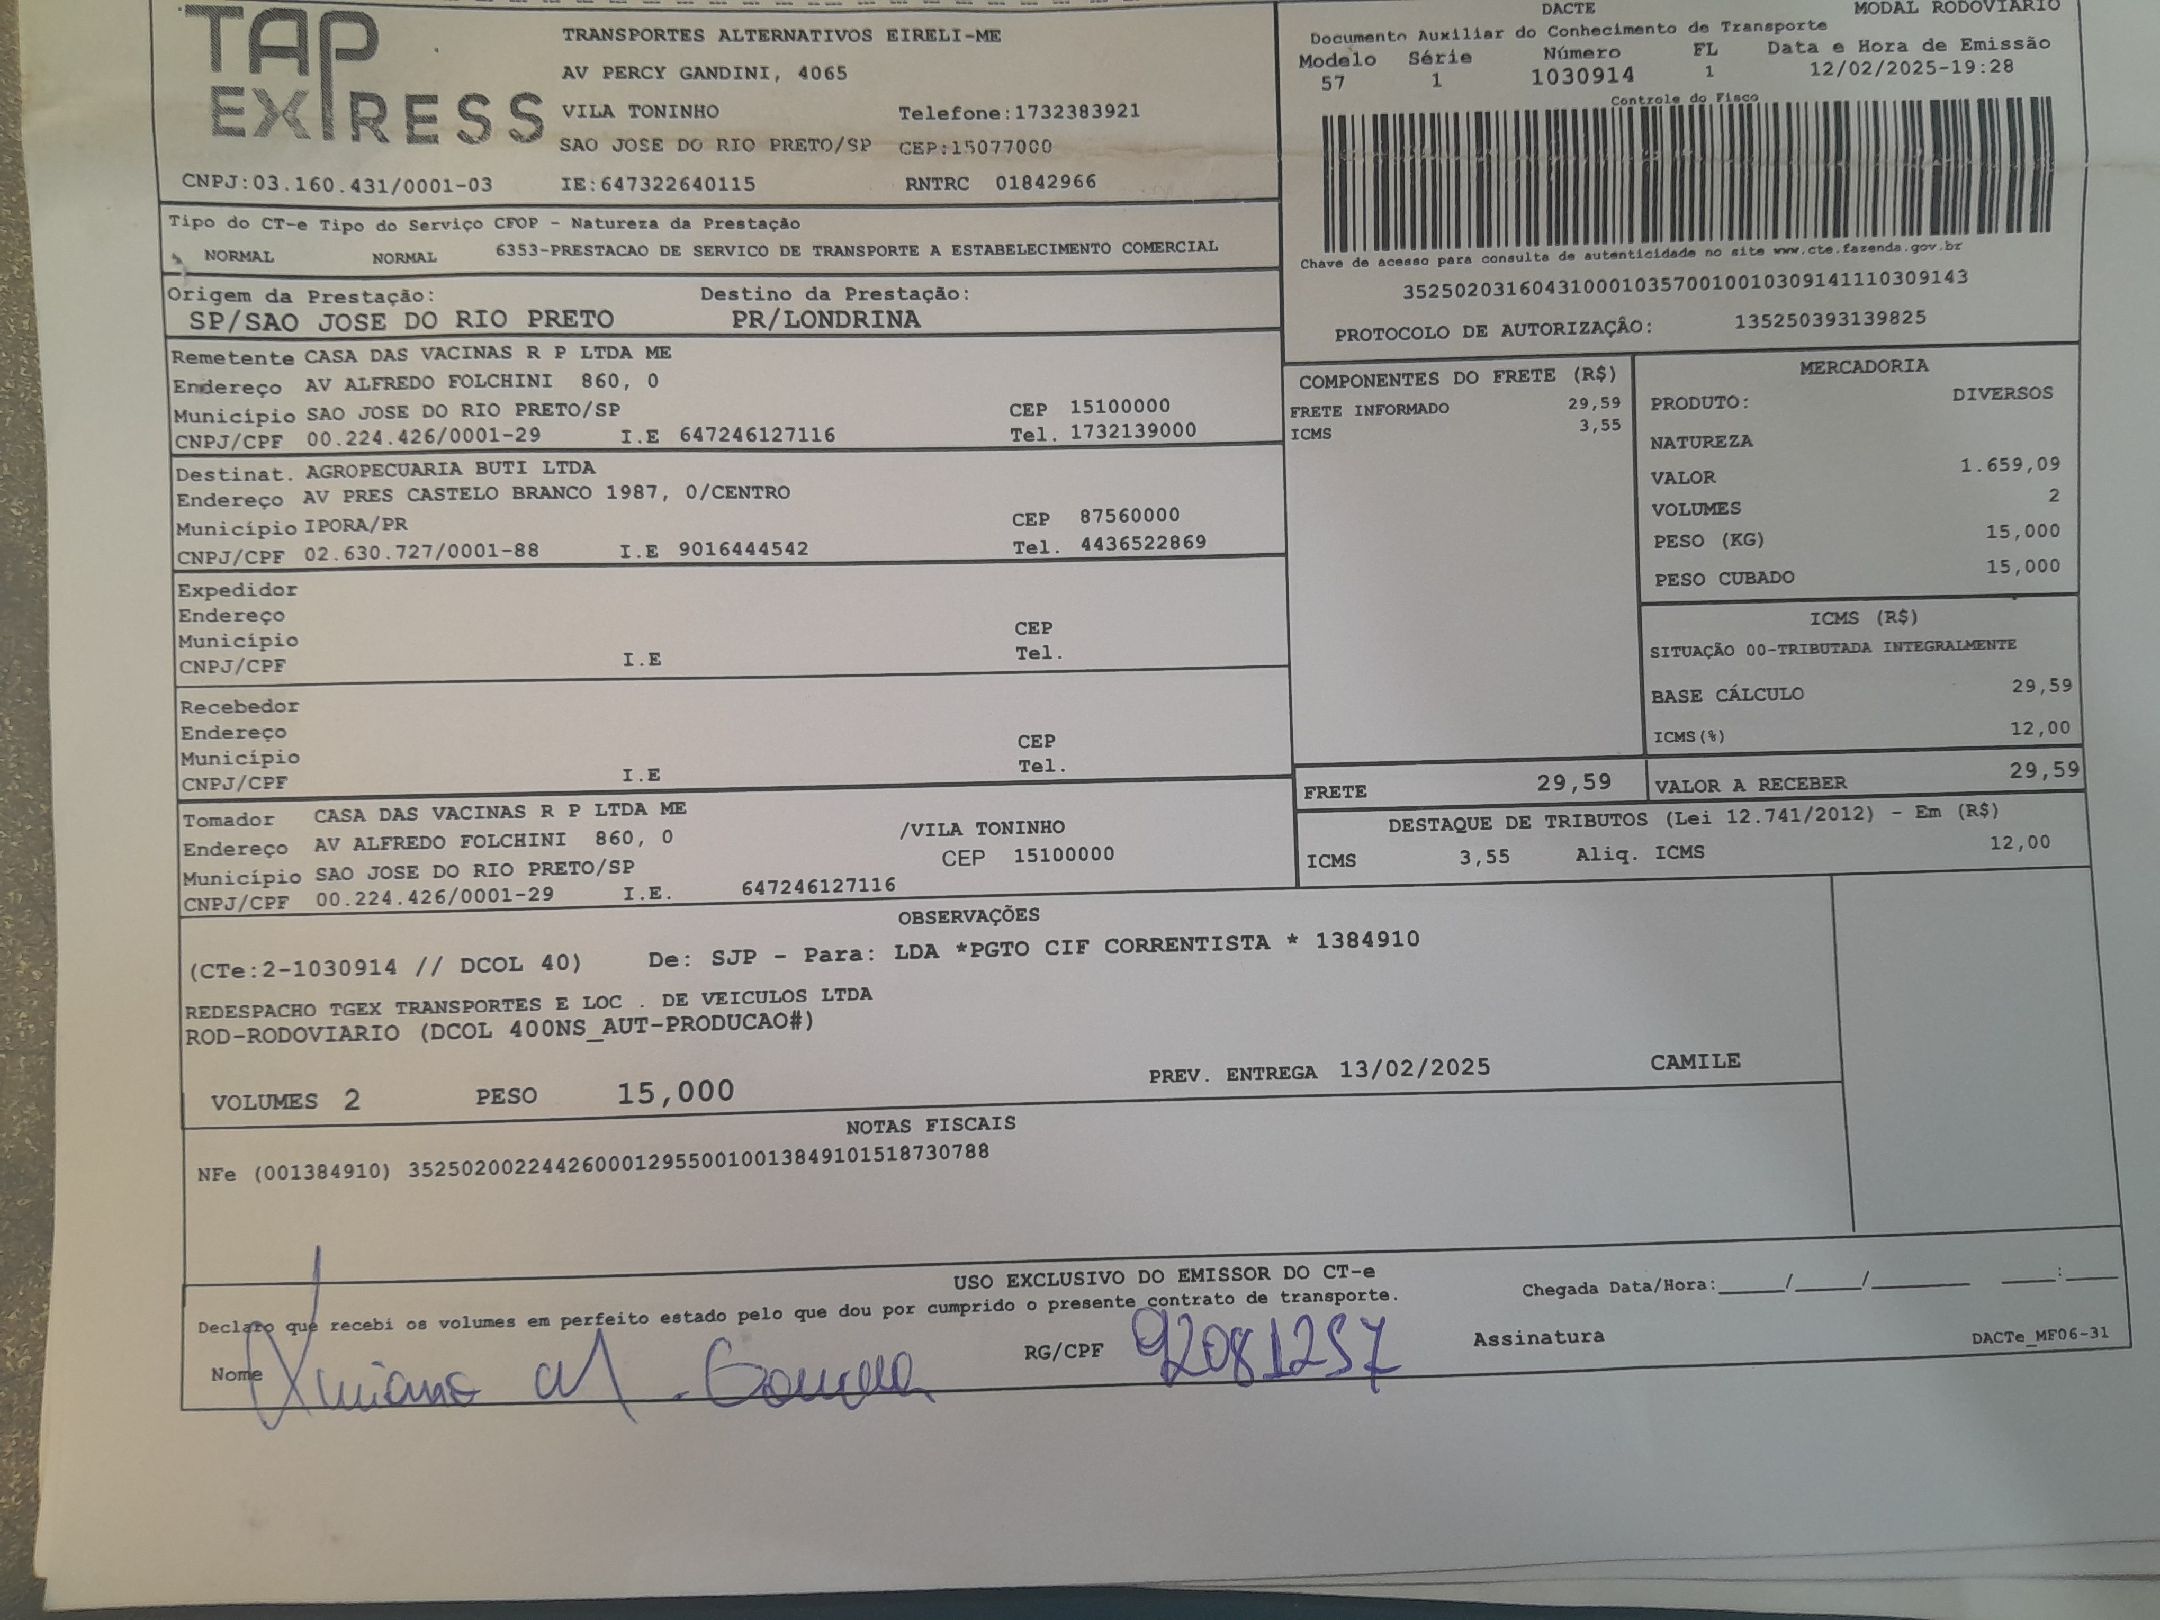 TAP
EXPRESS
TRANSPORTES ALTERNATIVOS EIRELI-ME
AV PERCY GANDINI, 4065
VILA TONINHO Telefone:1732383921
SAO JOSE DO RIO PRETO/SP CEP:15077000
CNPJ:03.160.431/0001-03 IE:647322640115 RNTRC 01842966
DACTE MODAL RODOVIARIO
Documento Auxiliar do Conhecimento de Transporte
Modelo Série Número FL Data e Hora de Emissão
57 1 1030914 1 12/02/2025-19:28
Controle do Fisco
Chave de acesso para consulta de autenticidade no site www.cte.fazenda.gov.br
35250203160431000103570010010309141110309143
PROTOCOLO DE AUTORIZAÇÃO: 135250393139825
Tipo do CT-e Tipo do Serviço CFOP - Natureza da Prestação
NORMAL NORMAL 6353-PRESTACAO DE SERVICO DE TRANSPORTE A ESTABELECIMENTO COMERCIAL
Origem da Prestação: Destino da Prestação:
SP/SAO JOSE DO RIO PRETO PR/LONDRINA
Remetente CASA DAS VACINAS R P LTDA ME
Endereço AV ALFREDO FOLCHINI 860, 0
Município SAO JOSE DO RIO PRETO/SP CEP 15100000
CNPJ/CPF 00.224.426/0001-29 I.E 647246127116 Tel. 1732139000
Destinat. AGROPECUARIA BUTI LTDA
Endereço AV PRES CASTELO BRANCO 1987, 0/CENTRO
Município IPORA/PR CEP 87560000
CNPJ/CPF 02.630.727/0001-88 I.E 9016444542 Tel. 4436522869
Expedidor
Endereço
Município CEP
CNPJ/CPF I.E Tel.
Recebedor
Endereço
Município CEP
CNPJ/CPF I.E Tel.
Tomador CASA DAS VACINAS R P LTDA ME
Endereço AV ALFREDO FOLCHINI 860, 0 /VILA TONINHO
Município SAO JOSE DO RIO PRETO/SP CEP 15100000
CNPJ/CPF 00.224.426/0001-29 I.E. 647246127116
COMPONENTES DO FRETE (R$)
FRETE INFORMADO 29,59
ICMS 3,55
MERCADORIA
PRODUTO: DIVERSOS
NATUREZA
VALOR 1.659,09
VOLUMES 2
PESO (KG) 15,000
PESO CUBADO 15,000
ICMS (R$)
SITUAÇÃO 00-TRIBUTADA INTEGRALMENTE
BASE CÁLCULO 29,59
ICMS(%) 12,00
FRETE 29,59 VALOR A RECEBER 29,59
DESTAQUE DE TRIBUTOS (Lei 12.741/2012) - Em (R$)
ICMS 3,55 Aliq. ICMS 12,00
OBSERVAÇÕES
(CTe:2-1030914 // DCOL 40) De: SJP - Para: LDA *PGTO CIF CORRENTISTA * 1384910
REDESPACHO TGEX TRANSPORTES E LOC . DE VEICULOS LTDA
ROD-RODOVIARIO (DCOL 400NS_AUT-PRODUCAO#)
VOLUMES 2 PESO 15,000 PREV. ENTREGA 13/02/2025 CAMILE
NOTAS FISCAIS
NFe (001384910) 35250200224426000129550010013849101518730788
USO EXCLUSIVO DO EMISSOR DO CT-e
Declaro que recebi os volumes em perfeito estado pelo que dou por cumprido o presente contrato de transporte.
Chegada Data/Hora:_____/_____/________ ____:____
Nome RG/CPF 92081257 Assinatura DACTe_MF06-31